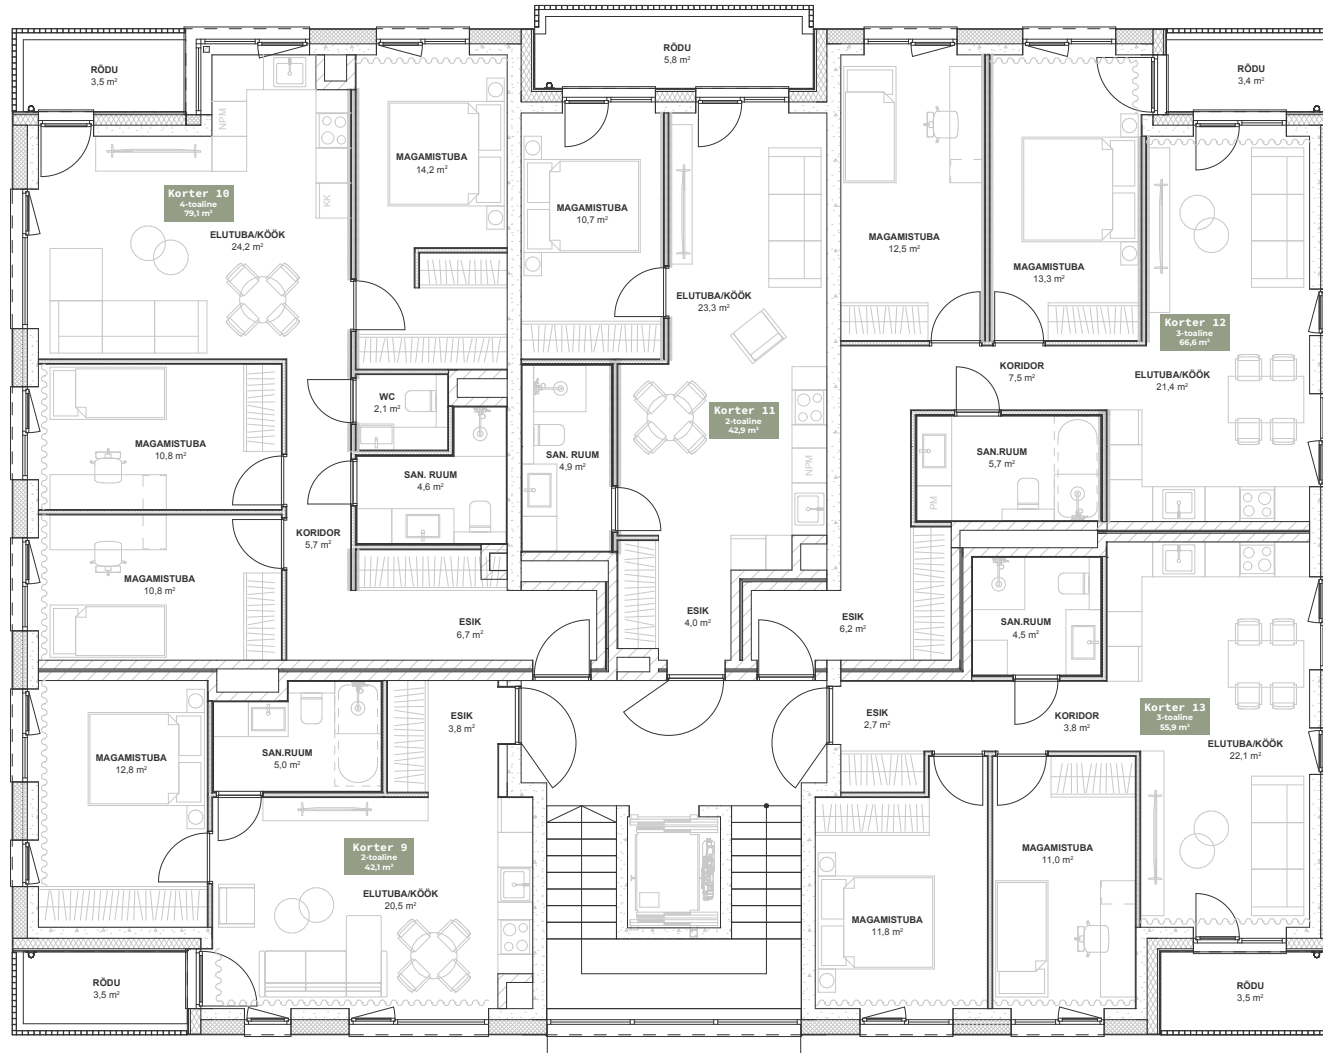 RÕDU
3,5 m²
RÕDU
5,8 m²
RÕDU
3,4 m²
NPM
KK
Korter 10
4-toaline
79,1 m²
ELUTUBA/KÖÖK
24,2 m²
MAGAMISTUBA
14,2 m²
MAGAMISTUBA
10,7 m²
ELUTUBA/KÖÖK
23,3 m²
MAGAMISTUBA
12,5 m²
MAGAMISTUBA
13,3 m²
Korter 12
3-toaline
66,6 m²
ELUTUBA/KÖÖK
21,4 m²
KORIDOR
7,5 m²
WC
2,1 m²
Korter 11
2-toaline
42,9 m²
MAGAMISTUBA
10,8 m²
SAN. RUUM
4,6 m²
SAN. RUUM
4,9 m²
NPM
SAN.RUUM
5,7 m²
PM
KORIDOR
5,7 m²
MAGAMISTUBA
10,8 m²
ESIK
6,7 m²
ESIK
4,0 m²
ESIK
6,2 m²
SAN.RUUM
4,5 m²
ESIK
3,8 m²
ESIK
2,7 m²
KORIDOR
3,8 m²
Korter 13
3-toaline
55,9 m²
ELUTUBA/KÖÖK
22,1 m²
MAGAMISTUBA
12,8 m²
SAN.RUUM
5,0 m²
Korter 9
2-toaline
42,1 m²
ELUTUBA/KÖÖK
20,5 m²
MAGAMISTUBA
11,0 m²
MAGAMISTUBA
11,8 m²
RÕDU
3,5 m²
RÕDU
3,5 m²